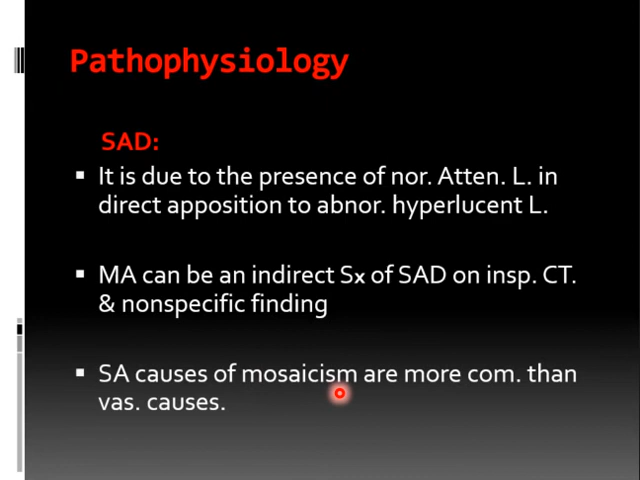 Pathophysiology
SAD:
It is due to the presence of nor. Atten. L. in
direct apposition to abnor. hyperlucent L.
MA can be an indirect Sx of SAD on insp. CT.
& nonspecific finding
SA causes of mosaicism are more com. than
vas. causes.